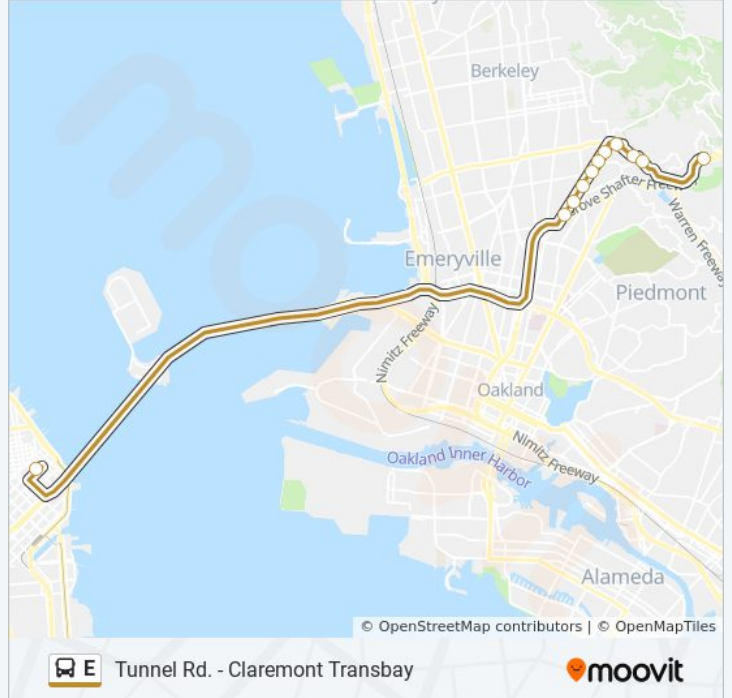 Berkeley
Grove Shafter Freeway
Warren Freeway
Emeryville
Piedmont
Nimitz Freeway
Oakland
Oakland Inner Harbor
Nimitz Freeway
Alameda
© OpenStreetMap contributors | © OpenMapTiles
E Tunnel Rd. - Claremont Transbay
moovit